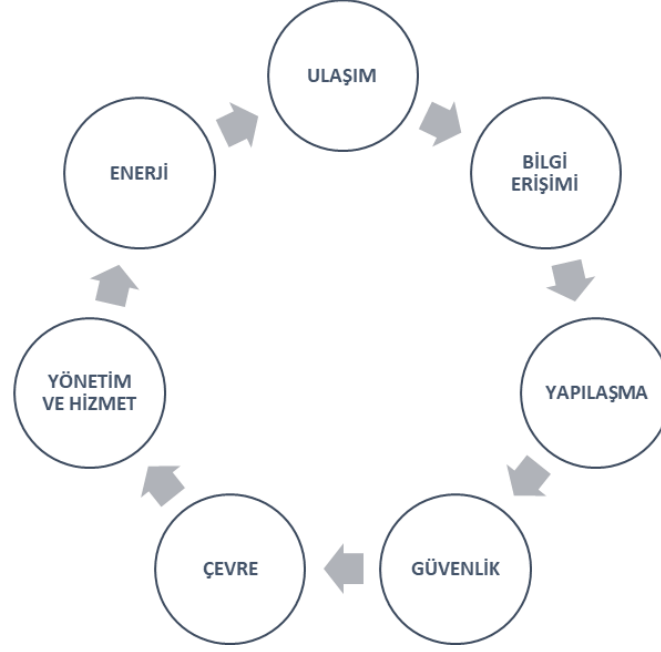 ULAŞIM
BİLGİ
ERİŞİMİ
YAPILAŞMA
GÜVENLİK
ÇEVRE
YÖNETİM
VE HİZMET
ENERJİ